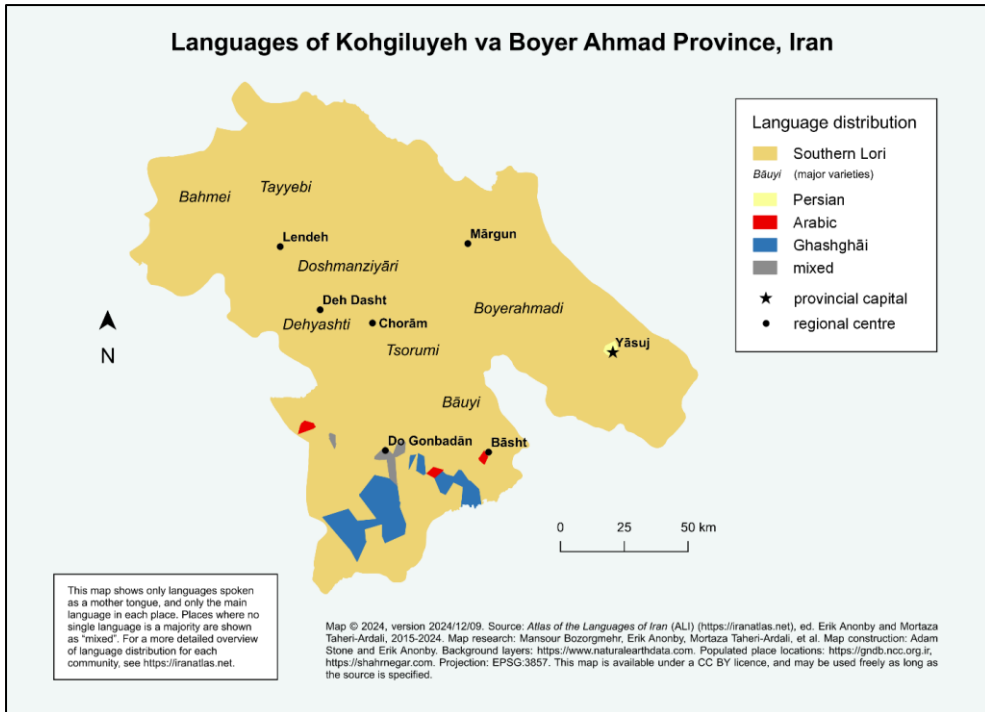 Languages of Kohgiluyeh va Boyer Ahmad Province, Iran
Language distribution
Southern Lori
Bāuyi (major varieties)
Persian
Arabic
Ghashghāi
mixed
provincial capital
regional centre
Tayyebi
Bahmei
Lendeh
Mārgun
Doshmanziyāri
Deh Dasht
Boyerahmadi
Dehyashti
Chorām
Tsorumi
Yāsuj
N
Bāuyi
Do Gonbadān
Bāsht
0 25 50 km
This map shows only languages spoken
as a mother tongue, and only the main
language in each place. Places where no
single language is a majority are shown
as “mixed”. For a more detailed overview
of language distribution for each
community, see https://iranatlas.net.
Map © 2024, version 2024/12/09. Source: Atlas of the Languages of Iran (ALI) (https://iranatlas.net), ed. Erik Anonby and Mortaza
Taheri-Ardali, 2015-2024. Map research: Mansour Bozorgmehr, Erik Anonby, Mortaza Taheri-Ardali, et al. Map construction: Adam
Stone and Erik Anonby. Background layers: https://www.naturalearthdata.com. Populated place locations: https://gndb.ncc.org.ir,
https://shahrnegar.com. Projection: EPSG:3857. This map is available under a CC BY licence, and may be used freely as long as
the source is specified.